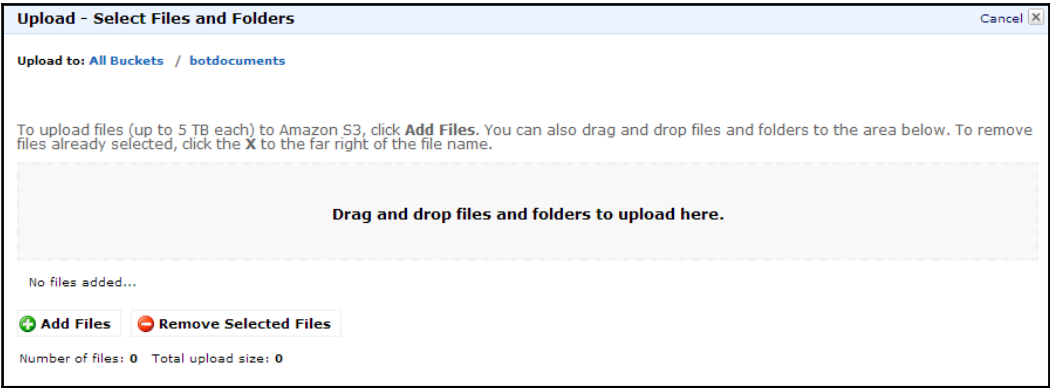 Upload - Select Files and Folders
Cancel X
Upload to: All Buckets / botdocuments
To upload files (up to 5 TB each) to Amazon S3, click Add Files. You can also drag and drop files and folders to the area below. To remove
files already selected, click the X to the far right of the file name.
Drag and drop files and folders to upload here.
No files added...
Add Files Remove Selected Files
Number of files: 0 Total upload size: 0